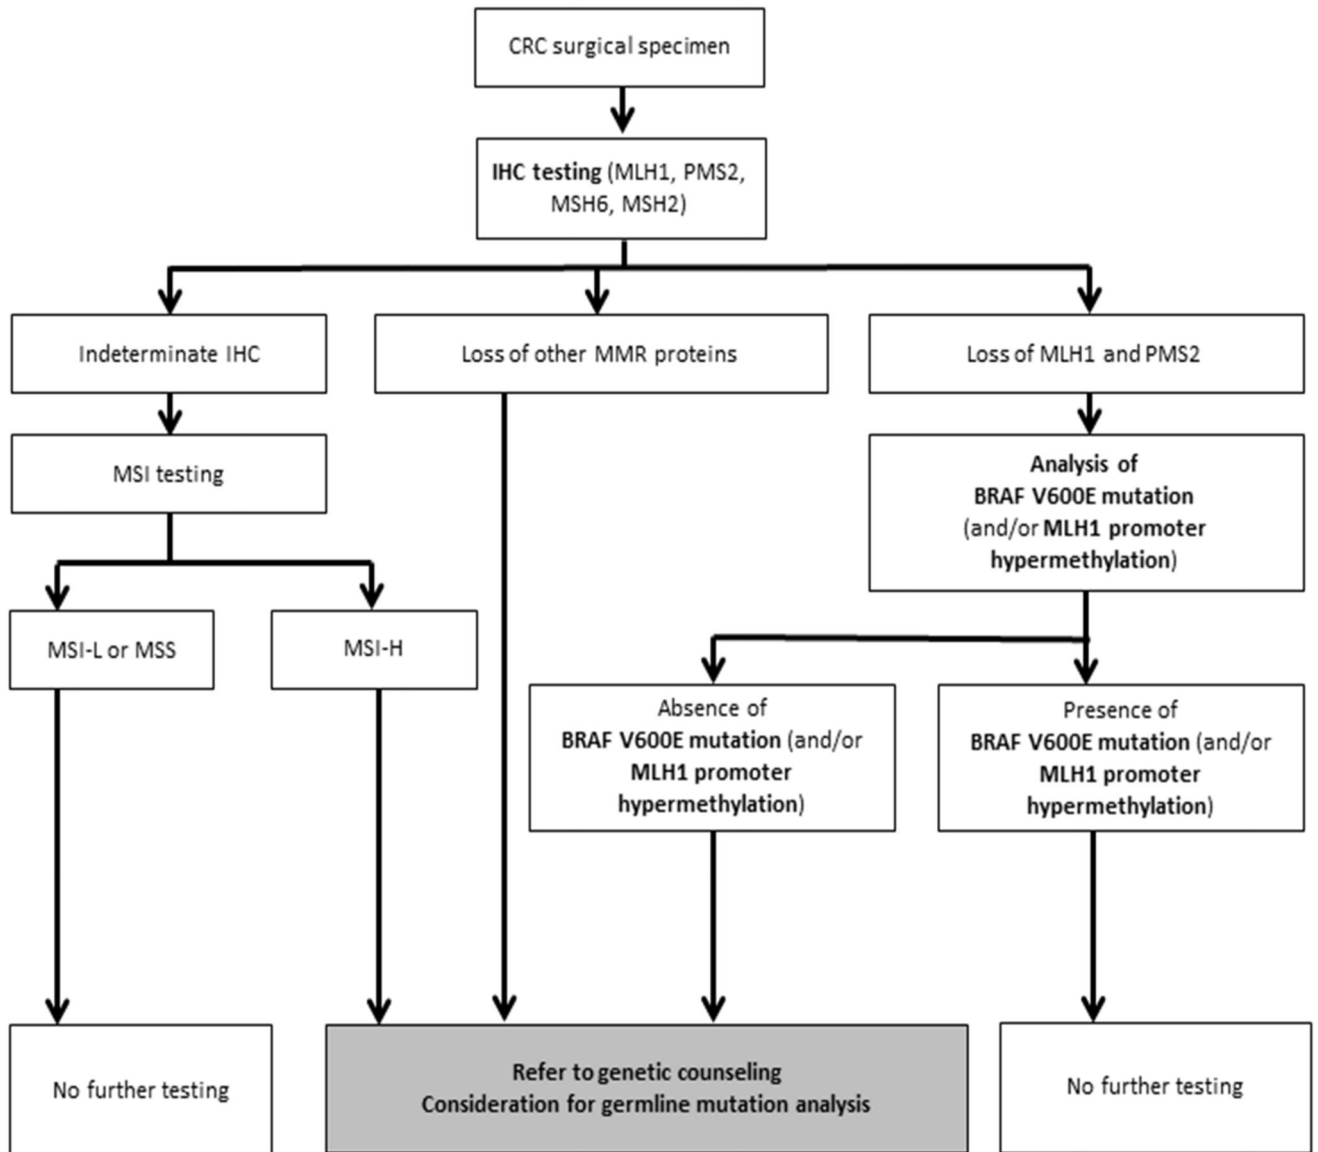 CRC surgical specimen
IHC testing (MLH1, PMS2,
MSH6, MSH2)
Indeterminate IHC
Loss of other MMR proteins
Loss of MLH1 and PMS2
MSI testing
Analysis of
BRAF V600E mutation
(and/or MLH1 promoter
hypermethylation)
MSI-L or MSS
MSI-H
Absence of
BRAF V600E mutation (and/or
MLH1 promoter
hypermethylation)
Presence of
BRAF V600E mutation (and/or
MLH1 promoter
hypermethylation)
No further testing
Refer to genetic counseling
Consideration for germline mutation analysis
No further testing